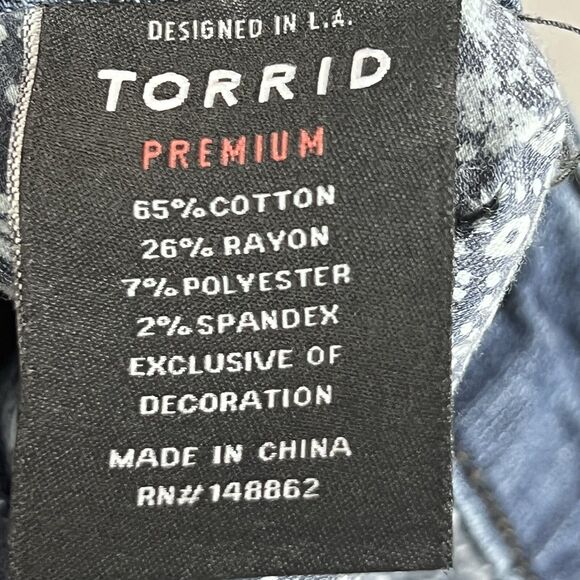 DESIGNED IN L.A.
TORRID
PREMIUM
65% COTTON
26% RAYON
7% POLYESTER
2% SPANDEX
EXCLUSIVE OF
DECORATION
MADE IN CHINA
RN# 148862